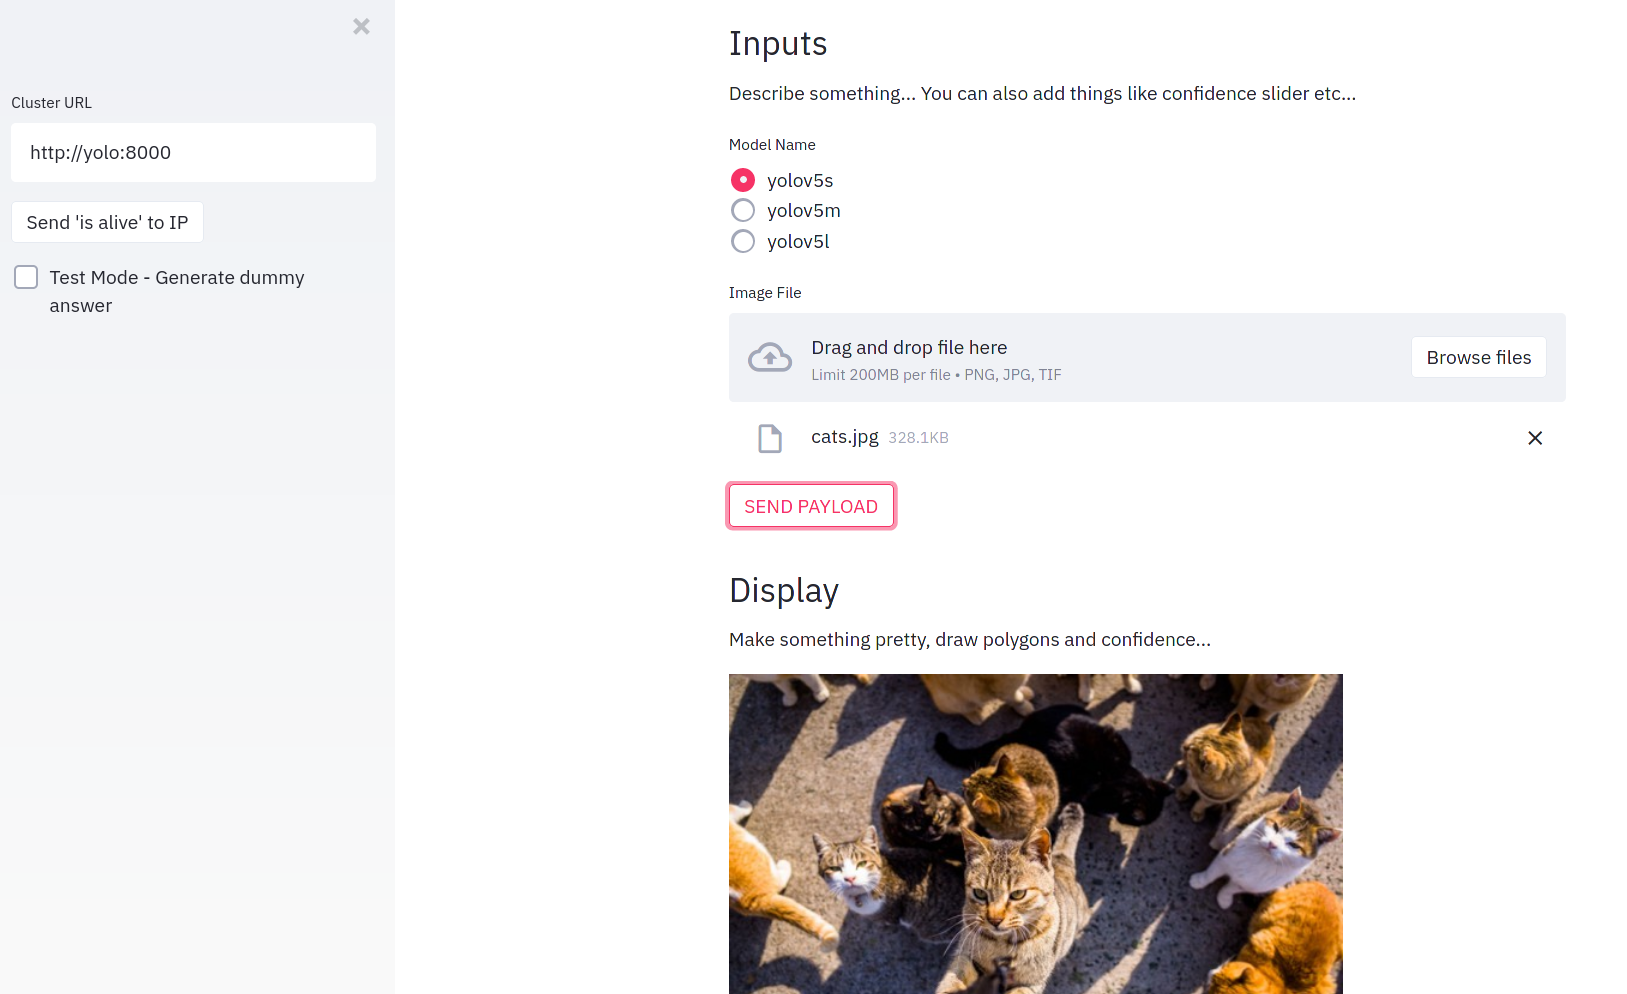 Cluster URL
http://yolo:8000
Send 'is alive' to IP
Test Mode - Generate dummy
answer
Inputs
Describe something... You can also add things like confidence slider etc...
Model Name
yolov5s
yolov5m
yolov5l
Image File
Drag and drop file here
Limit 200MB per file • PNG, JPG, TIF
Browse files
cats.jpg 328.1KB
SEND PAYLOAD
Display
Make something pretty, draw polygons and confidence...